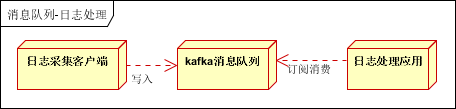 消息队列-日志处理
日志采集客户端
写入
kafka消息队列
订阅消费
日志处理应用